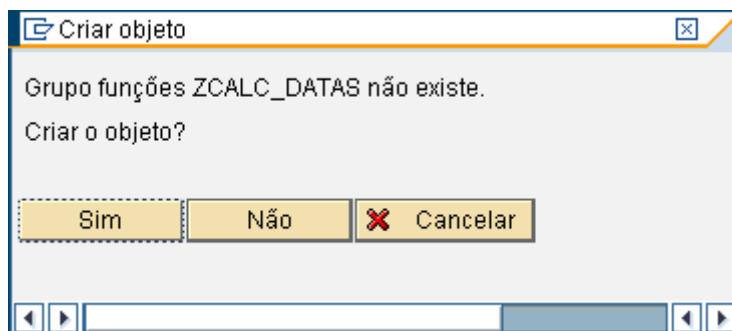 Criar objeto
Grupo funções ZCALC_DATAS não existe.
Criar o objeto?
Sim
Não
Cancelar